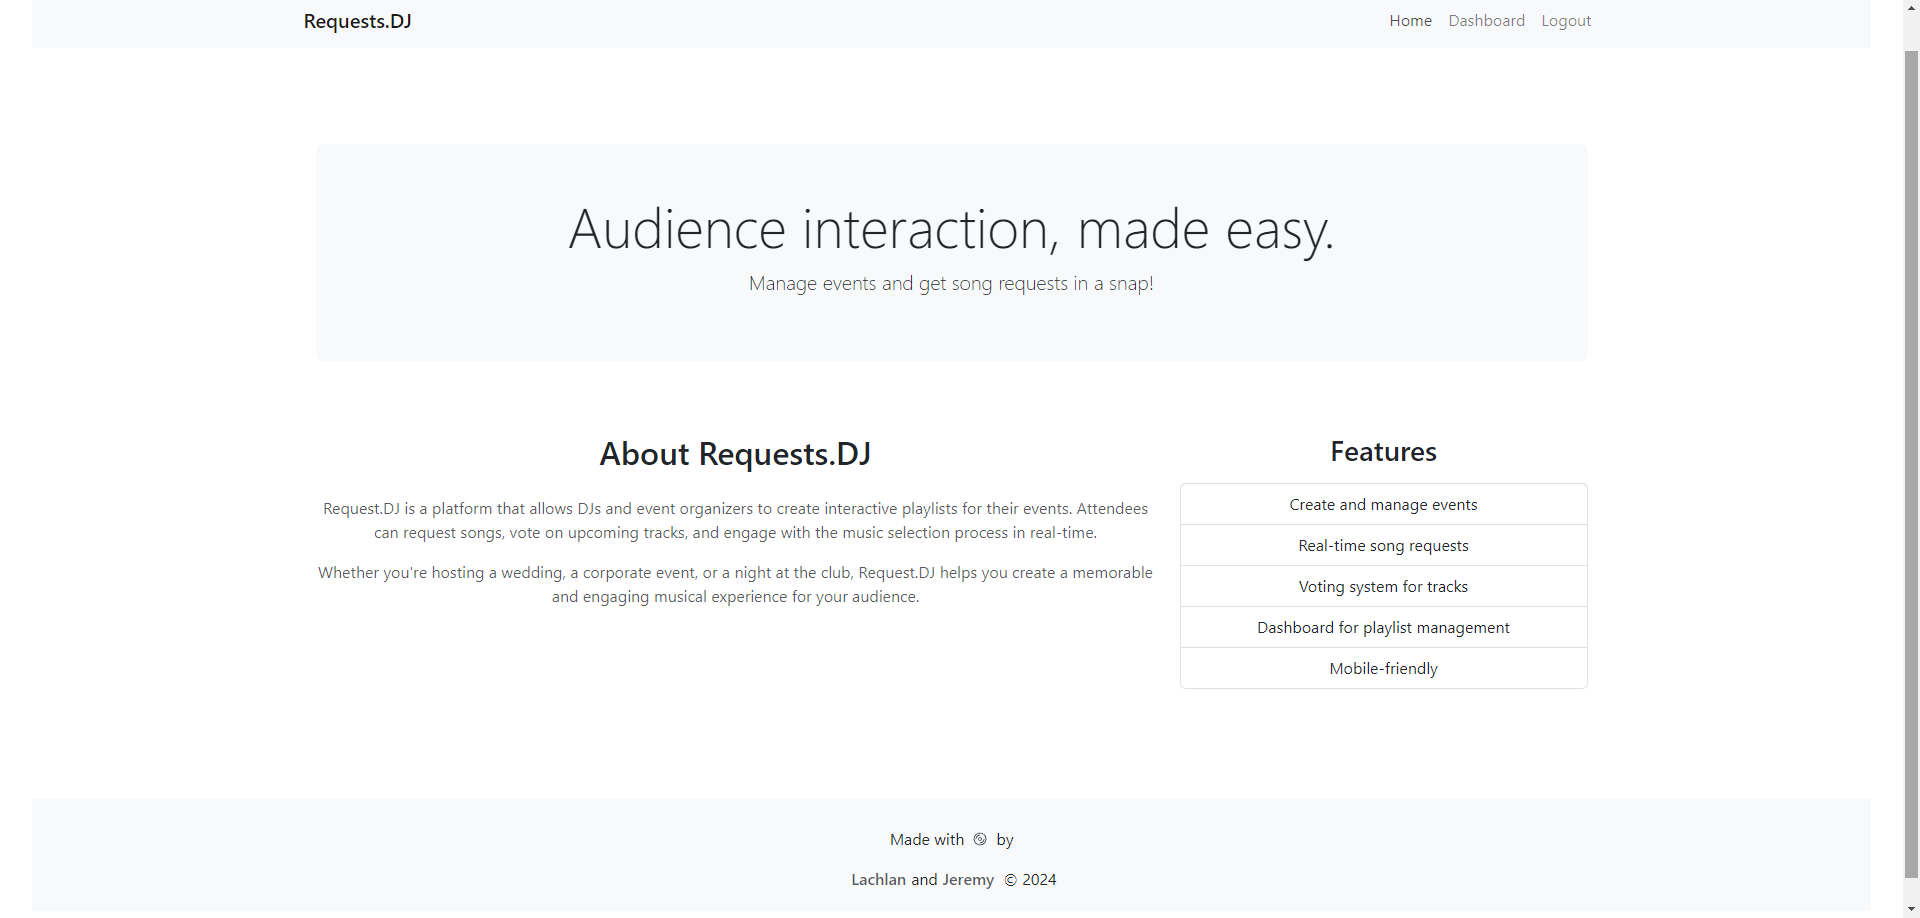 Requests.DJ
Home Dashboard Logout
Audience interaction, made easy.
Manage events and get song requests in a snap!
About Requests.DJ
Request.DJ is a platform that allows DJs and event organizers to create interactive playlists for their events. Attendees
can request songs, vote on upcoming tracks, and engage with the music selection process in real-time.
Whether you're hosting a wedding, a corporate event, or a night at the club, Request.DJ helps you create a memorable
and engaging musical experience for your audience.
Features
Create and manage events
Real-time song requests
Voting system for tracks
Dashboard for playlist management
Mobile-friendly
Made with by
Lachlan and Jeremy © 2024